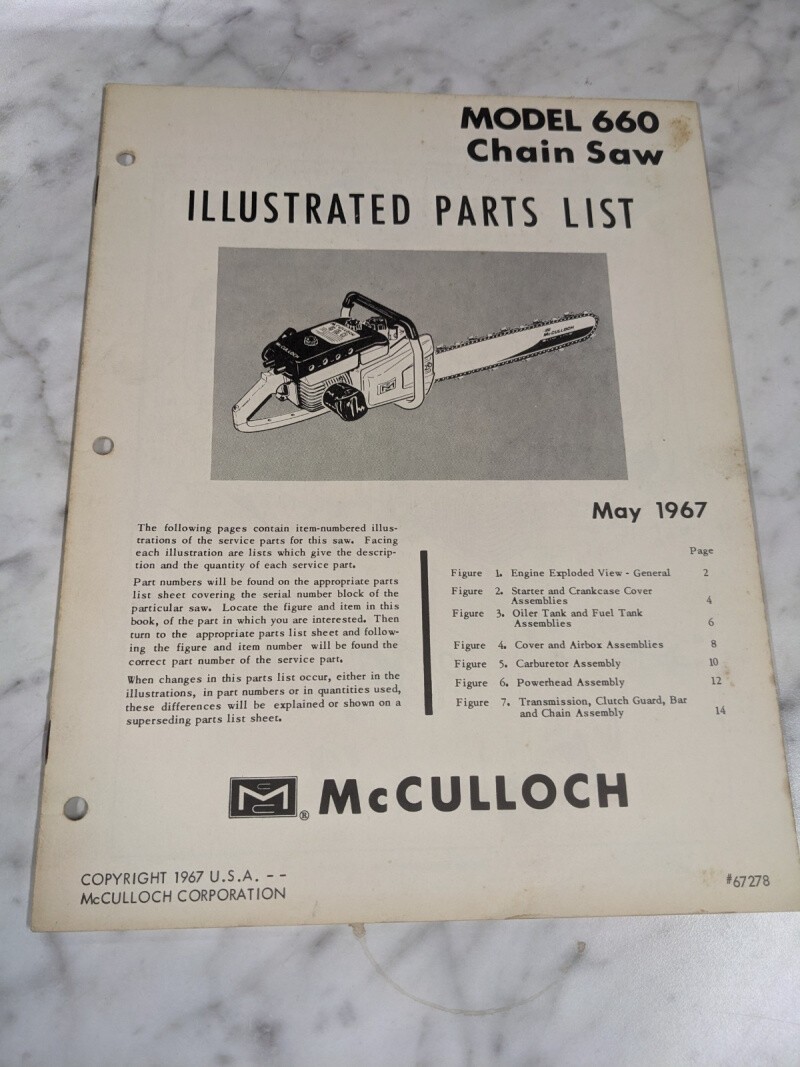 MODEL 660
Chain Saw
ILLUSTRATED PARTS LIST
McCULLOCH
McCULLOCH
May 1967
The following pages contain item-numbered illus-
trations of the service parts for this saw. Facing
each illustration are lists which give the descrip-
tion and the quantity of each service part.
Part numbers will be found on the appropriate parts
list sheet covering the serial number block of the
particular saw. Locate the figure and item in this
book, of the part in which you are interested. Then
turn to the appropriate parts list sheet and follow-
ing the figure and item number will be found the
correct part number of the service part.
When changes in this parts list occur, either in the
illustrations, in part numbers or in quantities used,
these differences will be explained or shown on a
superseding parts list sheet.
Page
Figure 1. Engine Exploded View - General 2
Figure 2. Starter and Crankcase Cover
Assemblies 4
Figure 3. Oiler Tank and Fuel Tank
Assemblies 6
Figure 4. Cover and Airbox Assemblies 8
Figure 5. Carburetor Assembly 10
Figure 6. Powerhead Assembly 12
Figure 7. Transmission, Clutch Guard, Bar
and Chain Assembly 14
M® McCULLOCH
COPYRIGHT 1967 U.S.A. - -
McCULLOCH CORPORATION
#67278